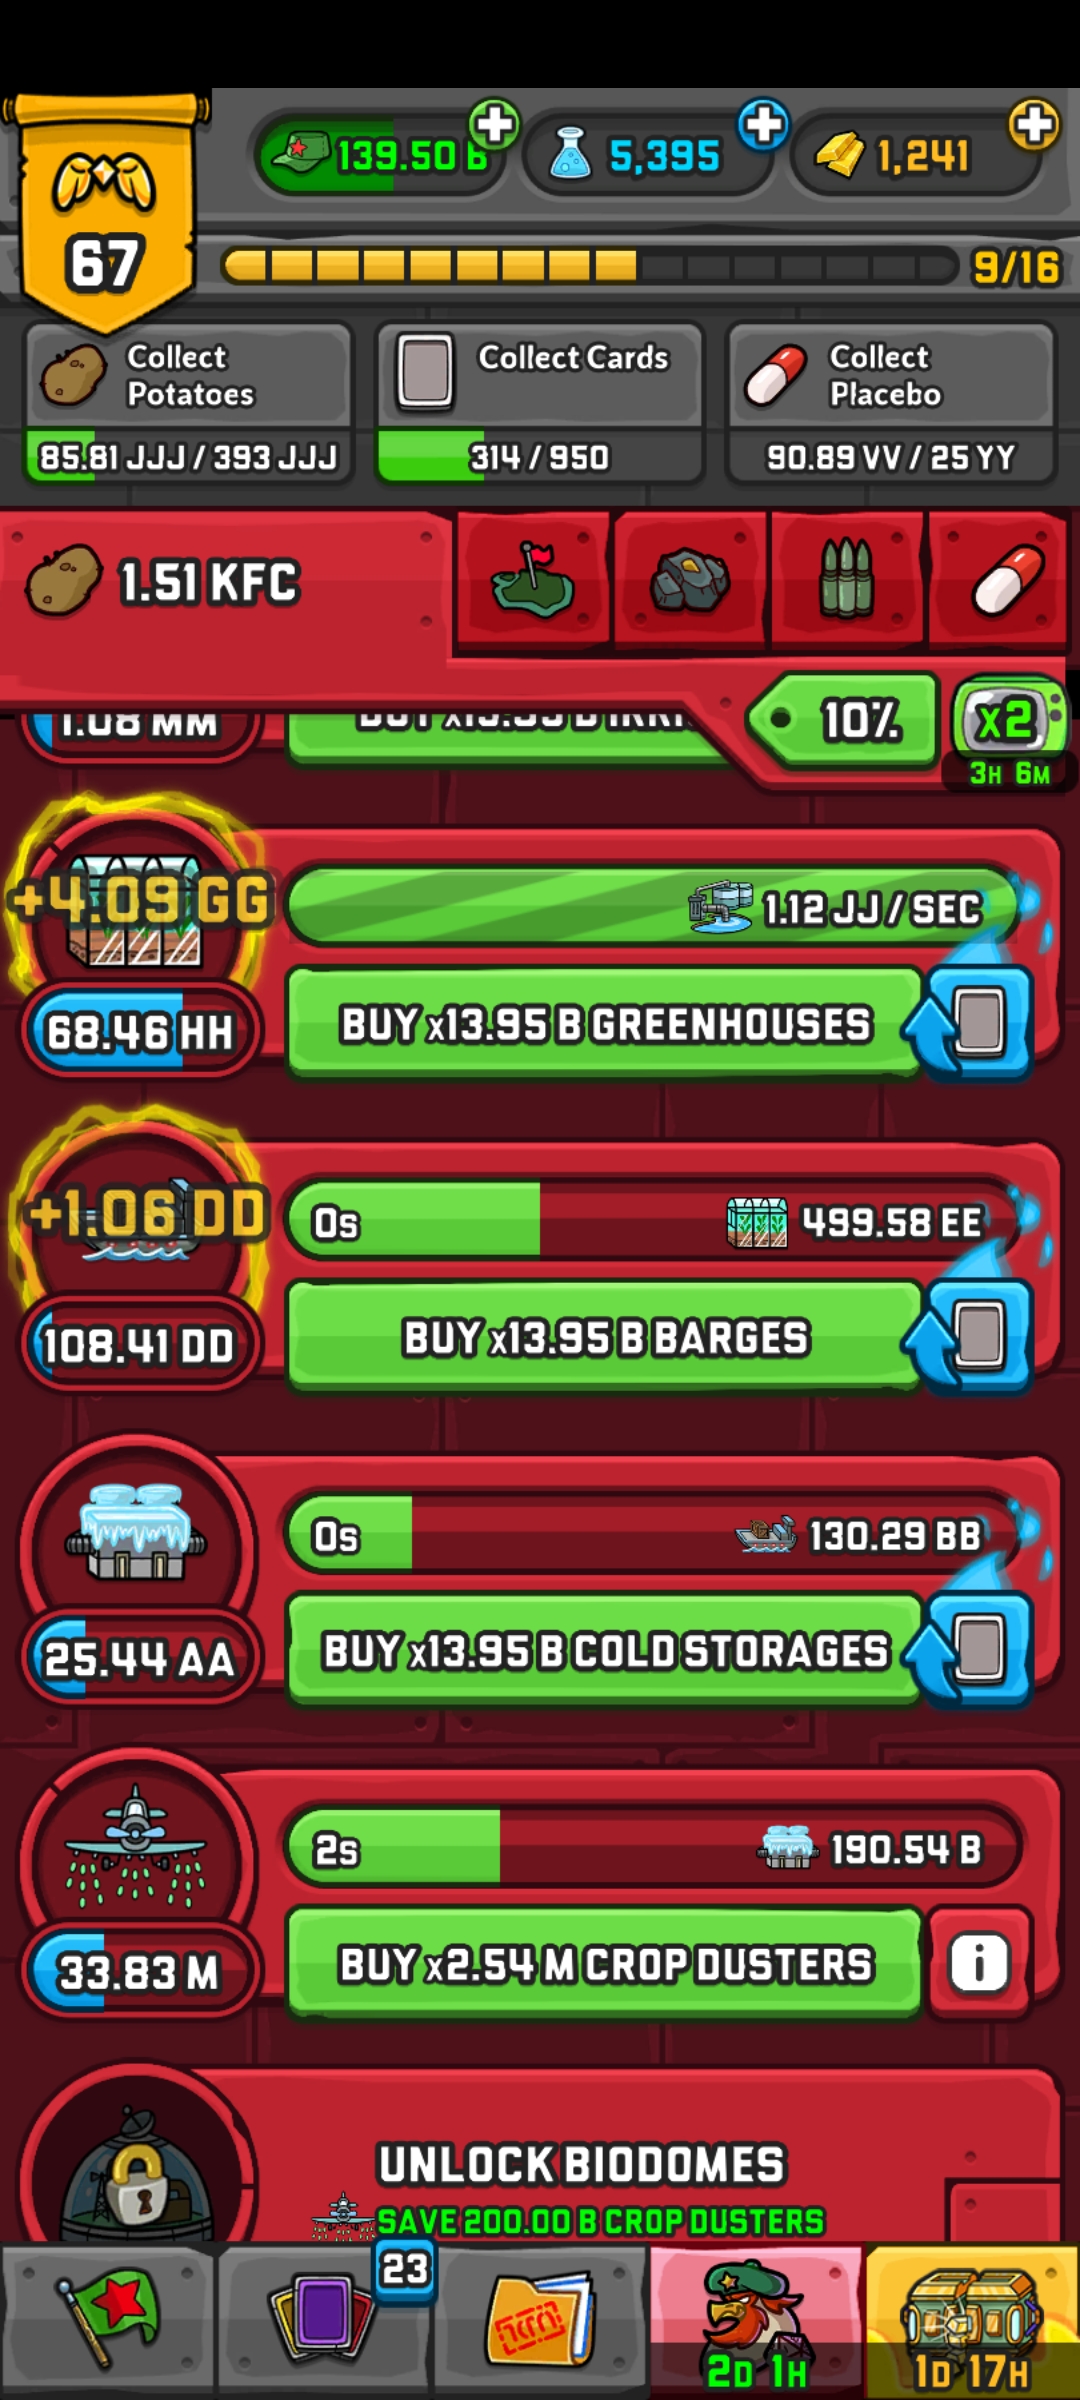 139.50 B
5,395
1,241
67
9/16
Collect Potatoes
85.81 JJJ / 393 JJJ
Collect Cards
314 / 950
Collect Placebo
90.89 VV / 25 YY
1.51 KFC
10%
x2
3H 6M
1.08 MM
+4.09 GG
1.12 JJ / SEC
68.46 HH
BUY x13.95 B GREENHOUSES
+1.06 DD
0s
499.58 EE
108.41 DD
BUY x13.95 B BARGES
0s
130.29 BB
25.44 AA
BUY x13.95 B COLD STORAGES
2s
190.54 B
33.83 M
BUY x2.54 M CROP DUSTERS
i
UNLOCK BIODOMES
SAVE 200.00 B CROP DUSTERS
23
2D 1H
1D 17H